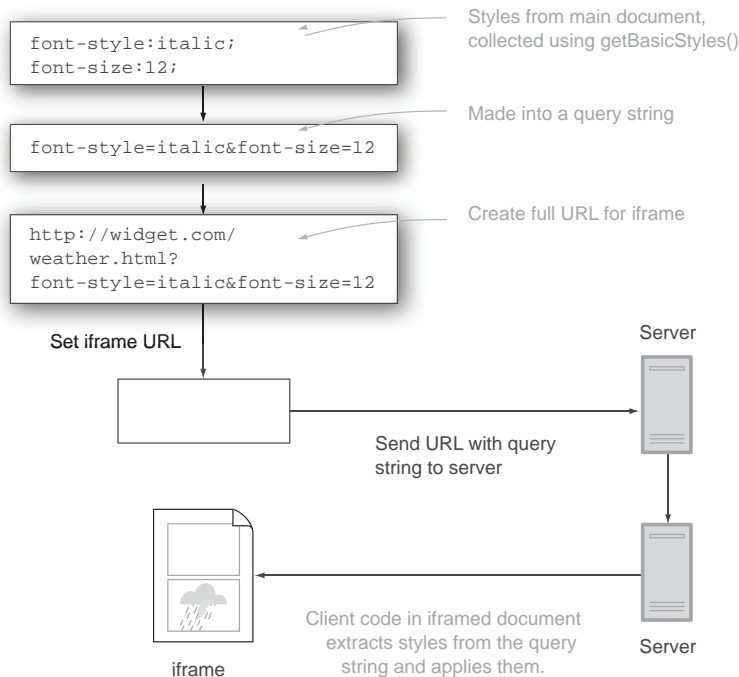 font-style:italic;
font-size:12;
Styles from main document,
collected using getBasicStyles()
font-style=italic&font-size=12
Made into a query string
http://widget.com/
weather.html?
font-style=italic&font-size=12
Create full URL for iframe
Set iframe URL
Server
Send URL with query
string to server
Client code in iframed document
extracts styles from the query
string and applies them.
Server
iframe